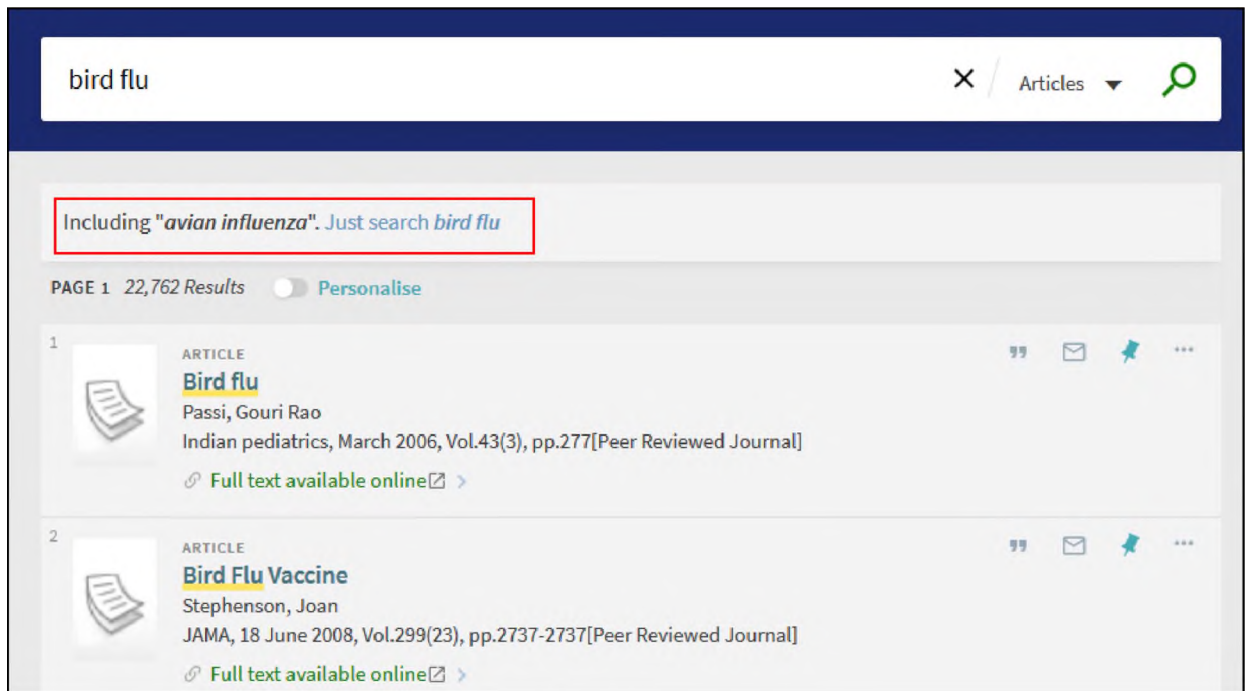 bird flu
Articles
Including "avian influenza". Just search bird flu
PAGE 1 22,762 Results Personalise
1
ARTICLE
Bird flu
Passi, Gouri Rao
Indian pediatrics, March 2006, Vol.43(3), pp.277[Peer Reviewed Journal]
Full text available online
2
ARTICLE
Bird Flu Vaccine
Stephenson, Joan
JAMA, 18 June 2008, Vol.299(23), pp.2737-2737[Peer Reviewed Journal]
Full text available online